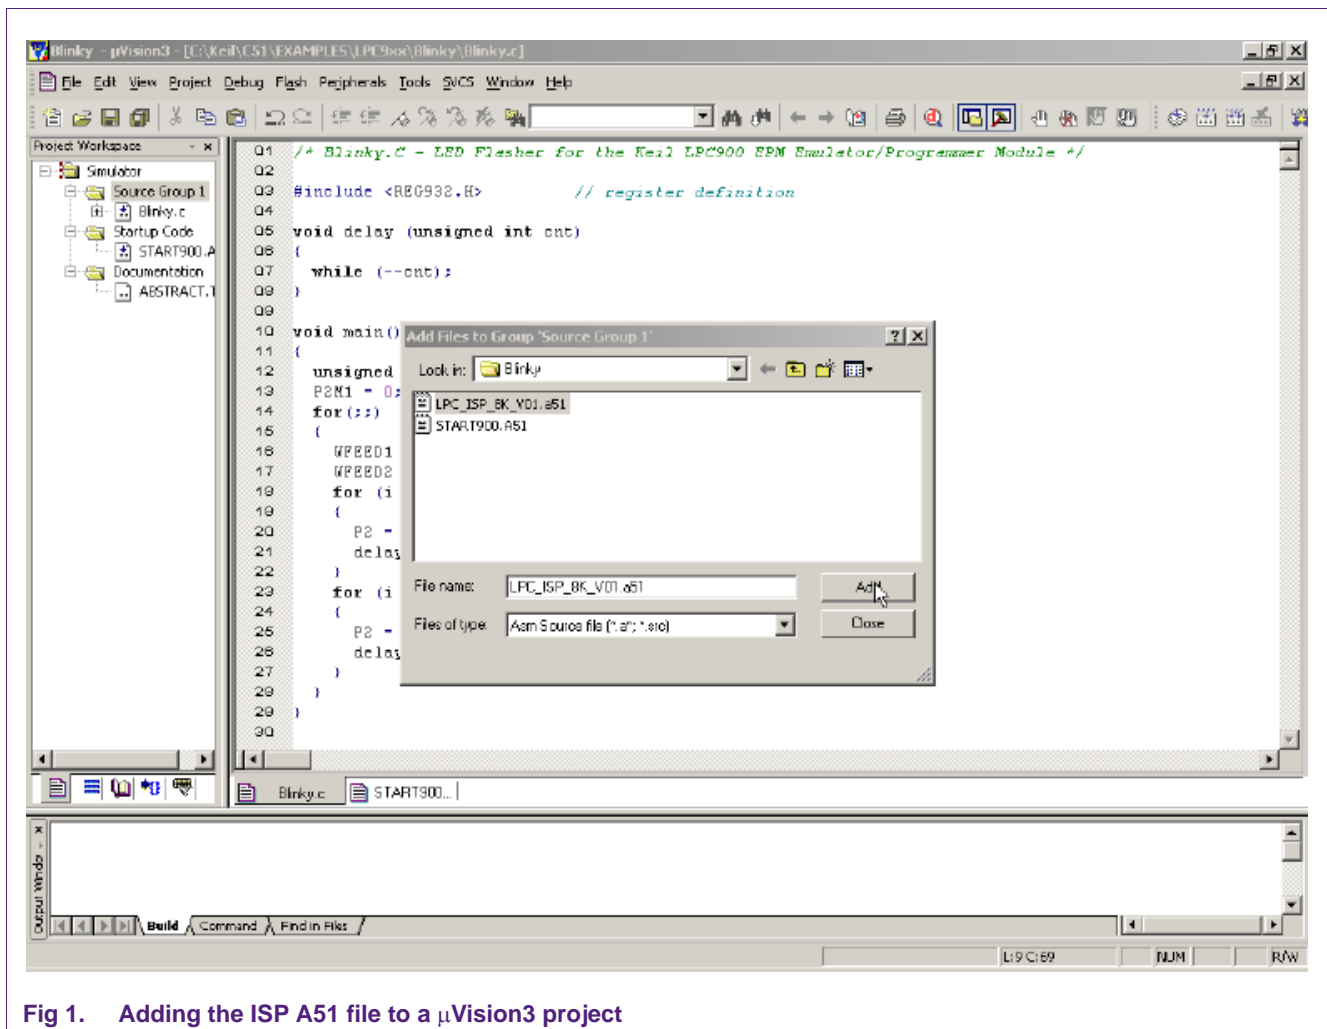 Blinky - µVision3 - [C:\Keil\C51\EXAMPLES\LPC9xx\Blinky\Blinky.c]
File Edit View Project Debug Flash Peripherals Tools SVCS Window Help
Project Workspace
Simulator
Source Group 1
Blinky.c
Startup Code
START900.A
Documentation
ABSTRACT.T
01 /* Blinky.C - LED Flasher for the Keil LPC900 EPM Emulator/Programmer Module */
02
03 #include <REG932.H> // register definition
04
05 void delay (unsigned int cnt)
06 {
07 while (--cnt);
08 }
09
10 void main()
11 {
12 unsigned
13 P2M1 = 0;
14 for(;;)
15 {
16 WFEED1
17 WFEED2
18 for (i
19 {
20 P2 =
21 delay
22 }
23 for (i
24 {
25 P2 =
26 delay
27 }
28 }
29 }
30
Add Files to Group 'Source Group 1'
Look in: Blinky
LPC_ISP_8K_V01.a51
START900.A51
File name: LPC_ISP_8K_V01.a51
Add
Files of type: Asm Source file (*.a*; *.src)
Close
Blinky.c START900...
Output Window
Build Command Find in Files
L:9 C:69 NUM R/W
Fig 1. Adding the ISP A51 file to a µVision3 project